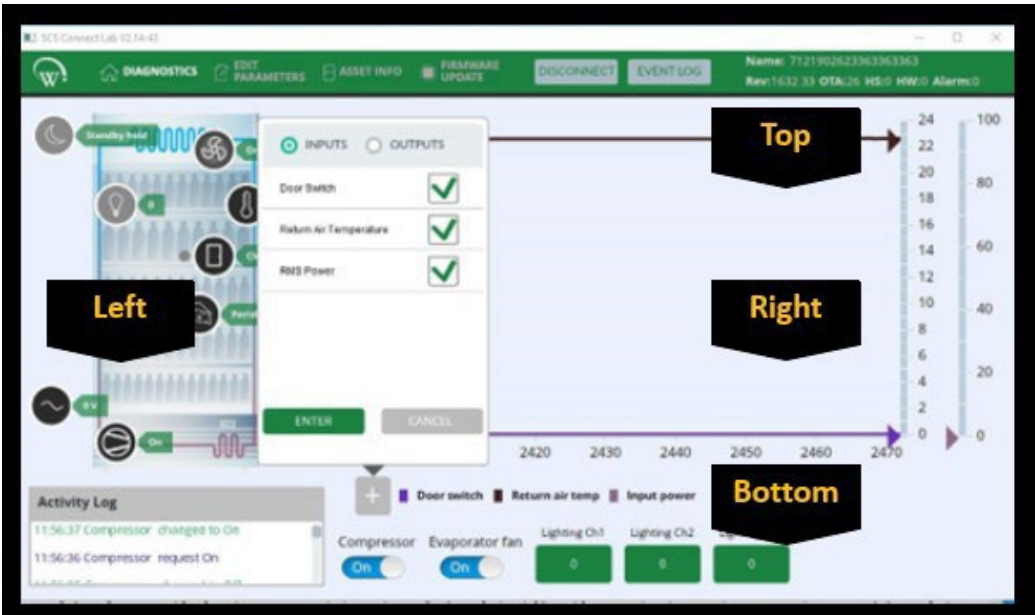 SCS Connect Lab V2.14-43
DIAGNOSTICS
EDIT PARAMETERS
ASSET INFO
FIRMWARE UPDATE
DISCONNECT
EVENT LOG
Name: 7121902623363363363
Rev:1632 33 OTA:26 HS:0 HW:0 Alarm:0
Standby hold
0
0 V
On
INPUTS
OUTPUTS
Door Switch
Return Air Temperature
RMS Power
ENTER
CANCEL
Top
Left
Right
Bottom
24
22
20
18
16
14
12
10
8
6
4
2
0
100
80
60
40
20
0
2420 2430 2440 2450 2460 2470
+
Door switch
Return air temp
Input power
Activity Log
11:56:37 Compressor changed to On
11:56:36 Compressor request On
Compressor
On
Evaporator fan
On
Lighting Ch1
0
Lighting Ch2
0
0